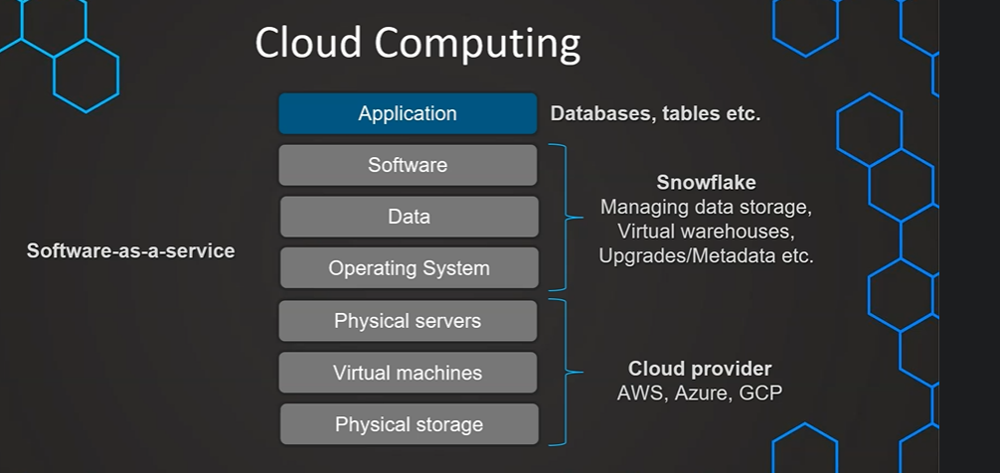 Cloud Computing
Application
Databases, tables etc.
Software
Data
Operating System
Snowflake
Managing data storage,
Virtual warehouses,
Upgrades/Metadata etc.
Software-as-a-service
Physical servers
Virtual machines
Physical storage
Cloud provider
AWS, Azure, GCP